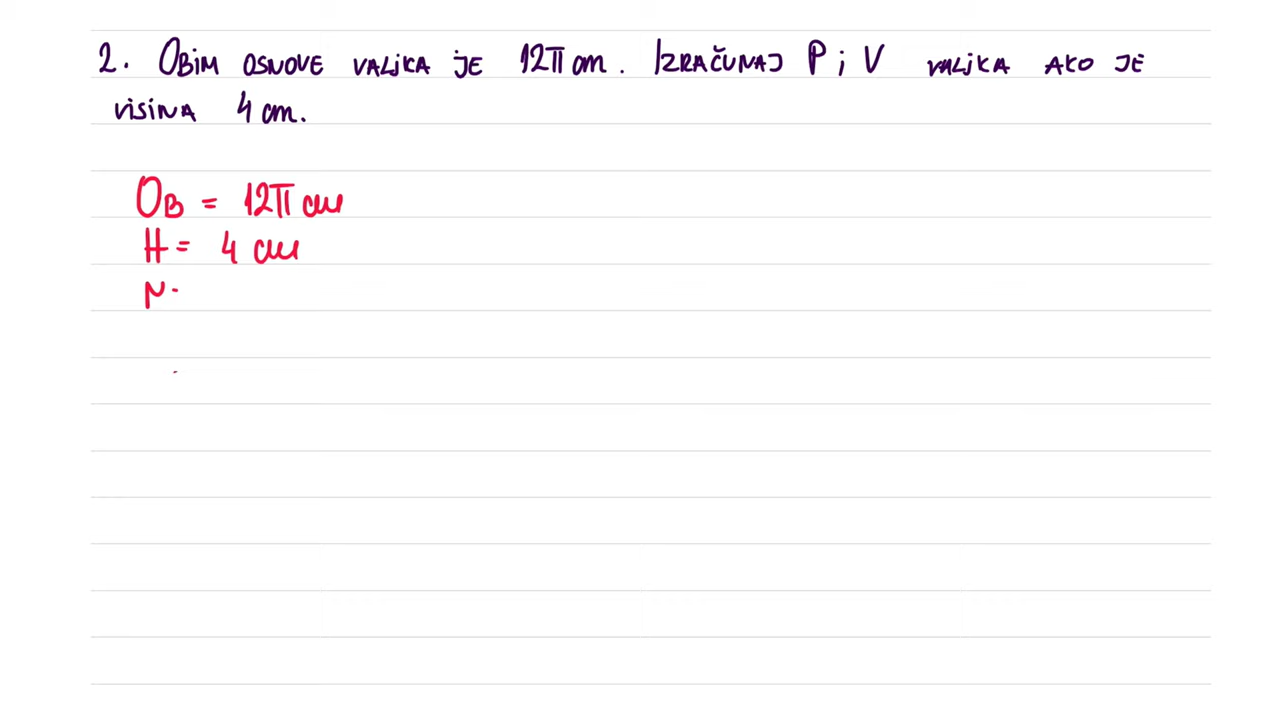 2. Obim osnove valjka je 12π cm. Izračunaj P i V valjka ako je
visina 4 cm.
O_B = 12π cm
H = 4 cm